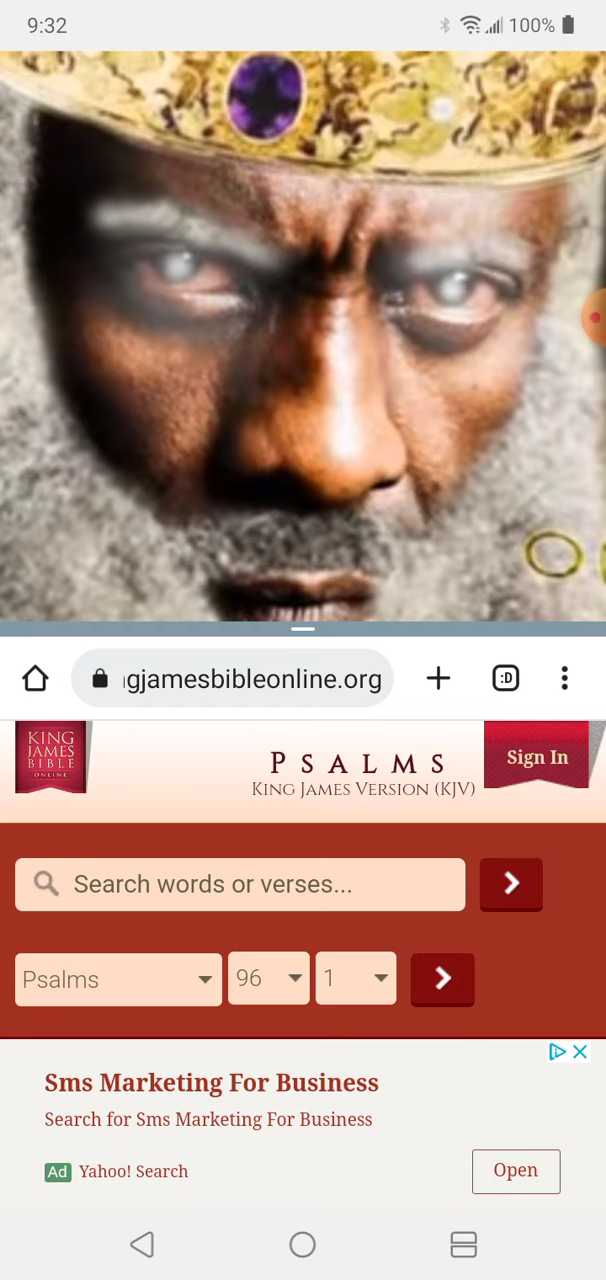 9:32
100%
ngjamesbibleonline.org
:D
KING
JAMES
BIBLE
ONLINE
PSALMS
KING JAMES VERSION (KJV)
Sign In
Search words or verses...
Psalms
96
1
Sms Marketing For Business
Search for Sms Marketing For Business
Ad Yahoo! Search
Open